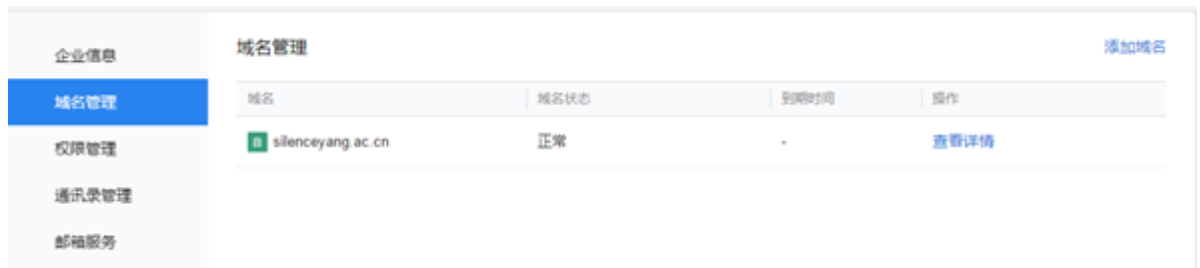 企业信息
域名管理
权限管理
通讯录管理
邮箱服务
域名管理
添加域名
域名 域名状态 到期时间 操作
自 silenceyang.ac.cn 正常 - 查看详情